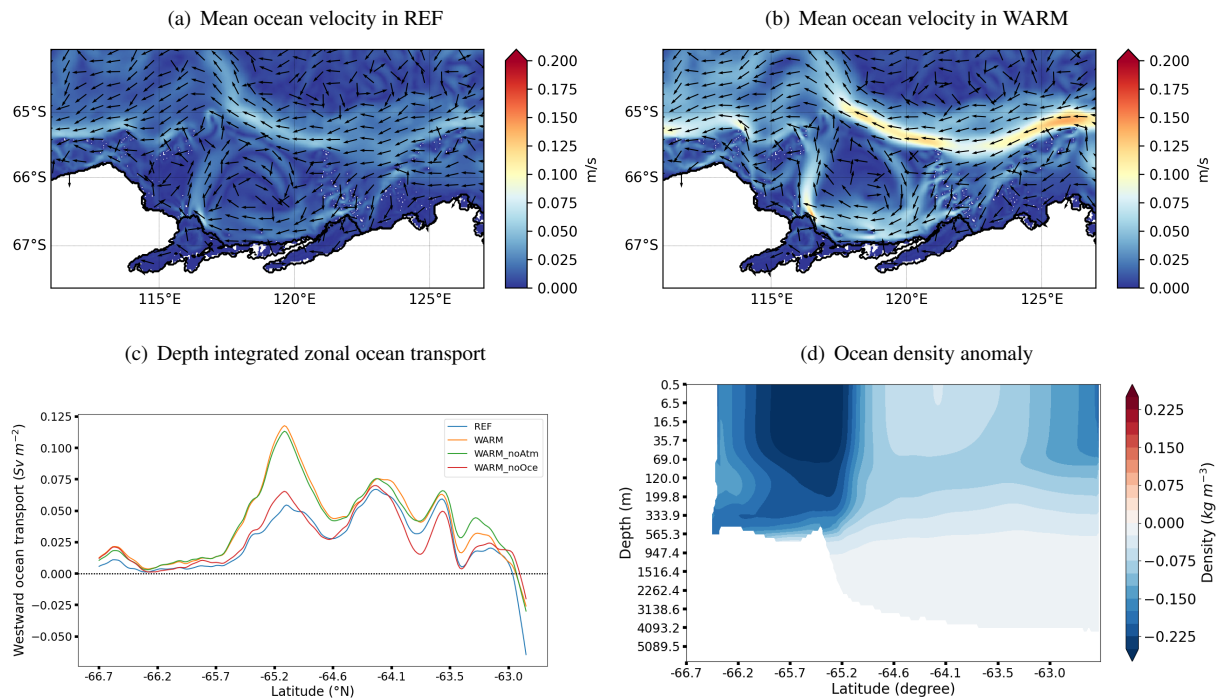 (a) Mean ocean velocity in REF
(b) Mean ocean velocity in WARM
65°S
66°S
67°S
115°E
120°E
125°E
0.200
0.175
0.150
0.125
0.100
0.075
0.050
0.025
0.000
m/s
65°S
66°S
67°S
115°E
120°E
125°E
0.200
0.175
0.150
0.125
0.100
0.075
0.050
0.025
0.000
m/s
(c) Depth integrated zonal ocean transport
(d) Ocean density anomaly
Westward ocean transport (Sv m⁻²)
0.125
0.100
0.075
0.050
0.025
0.000
−0.025
−0.050
REF
WARM
WARM_noAtm
WARM_noOce
-66.7
-66.2
-65.7
-65.2
-64.6
-64.1
-63.5
-63.0
Latitude (°N)
Depth (m)
0.5
6.5
16.5
35.7
69.0
120.0
199.8
333.9
565.3
947.4
1516.4
2262.4
3138.6
4093.2
5089.5
-66.7
-66.2
-65.7
-65.2
-64.6
-64.1
-63.5
-63.0
Latitude (degree)
0.225
0.150
0.075
0.000
−0.075
−0.150
−0.225
Density (kg m⁻³)